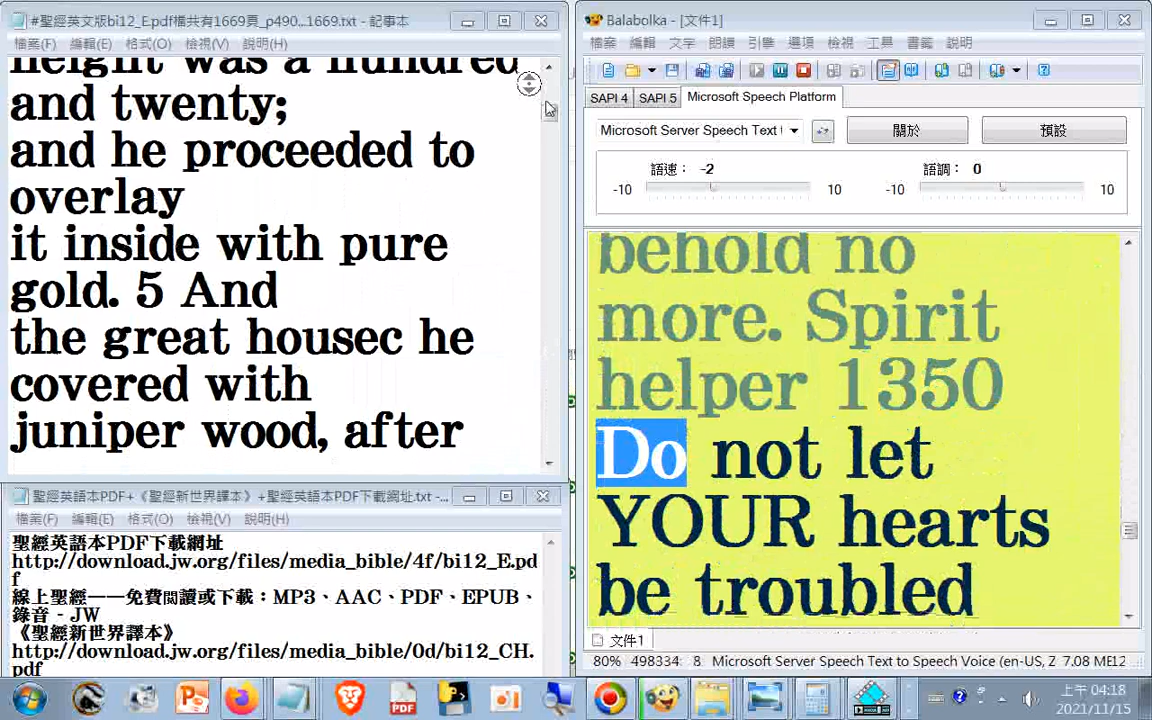 #聖經英文版bi12_E.pdf檔共有1669頁_p490...1669.txt - 記事本
檔案(F) 編輯(E) 格式(O) 檢視(V) 說明(H)
height was a hundred
and twenty;
and he proceeded to
overlay
it inside with pure
gold. 5 And
the great housec he
covered with
juniper wood, after
聖經英語本PDF+《聖經新世界譯本》+聖經英語本PDF下載網址.txt - ...
檔案(F) 編輯(E) 格式(O) 檢視(V) 說明(H)
聖經英語本PDF下載網址
http://download.jw.org/files/media_bible/4f/bi12_E.pd
f
線上聖經——免費閱讀或下載：MP3、AAC、PDF、EPUB、
錄音 - JW
《聖經新世界譯本》
http://download.jw.org/files/media_bible/0d/bi12_CH.
pdf
Balabolka - [文件1]
檔案 編輯 文字 朗讀 引擎 選項 檢視 工具 書籤 說明
SAPI 4 SAPI 5 Microsoft Speech Platform
Microsoft Server Speech Text 關於 預設
語速： -2 語調： 0
-10 10 -10 10
behold no
more. Spirit
helper 1350
Do not let
YOUR hearts
be troubled
文件1
80% 498334: 8 Microsoft Server Speech Text to Speech Voice (en-US, Z 7.08 ME12
PDF
上午 04:18
2021/11/15